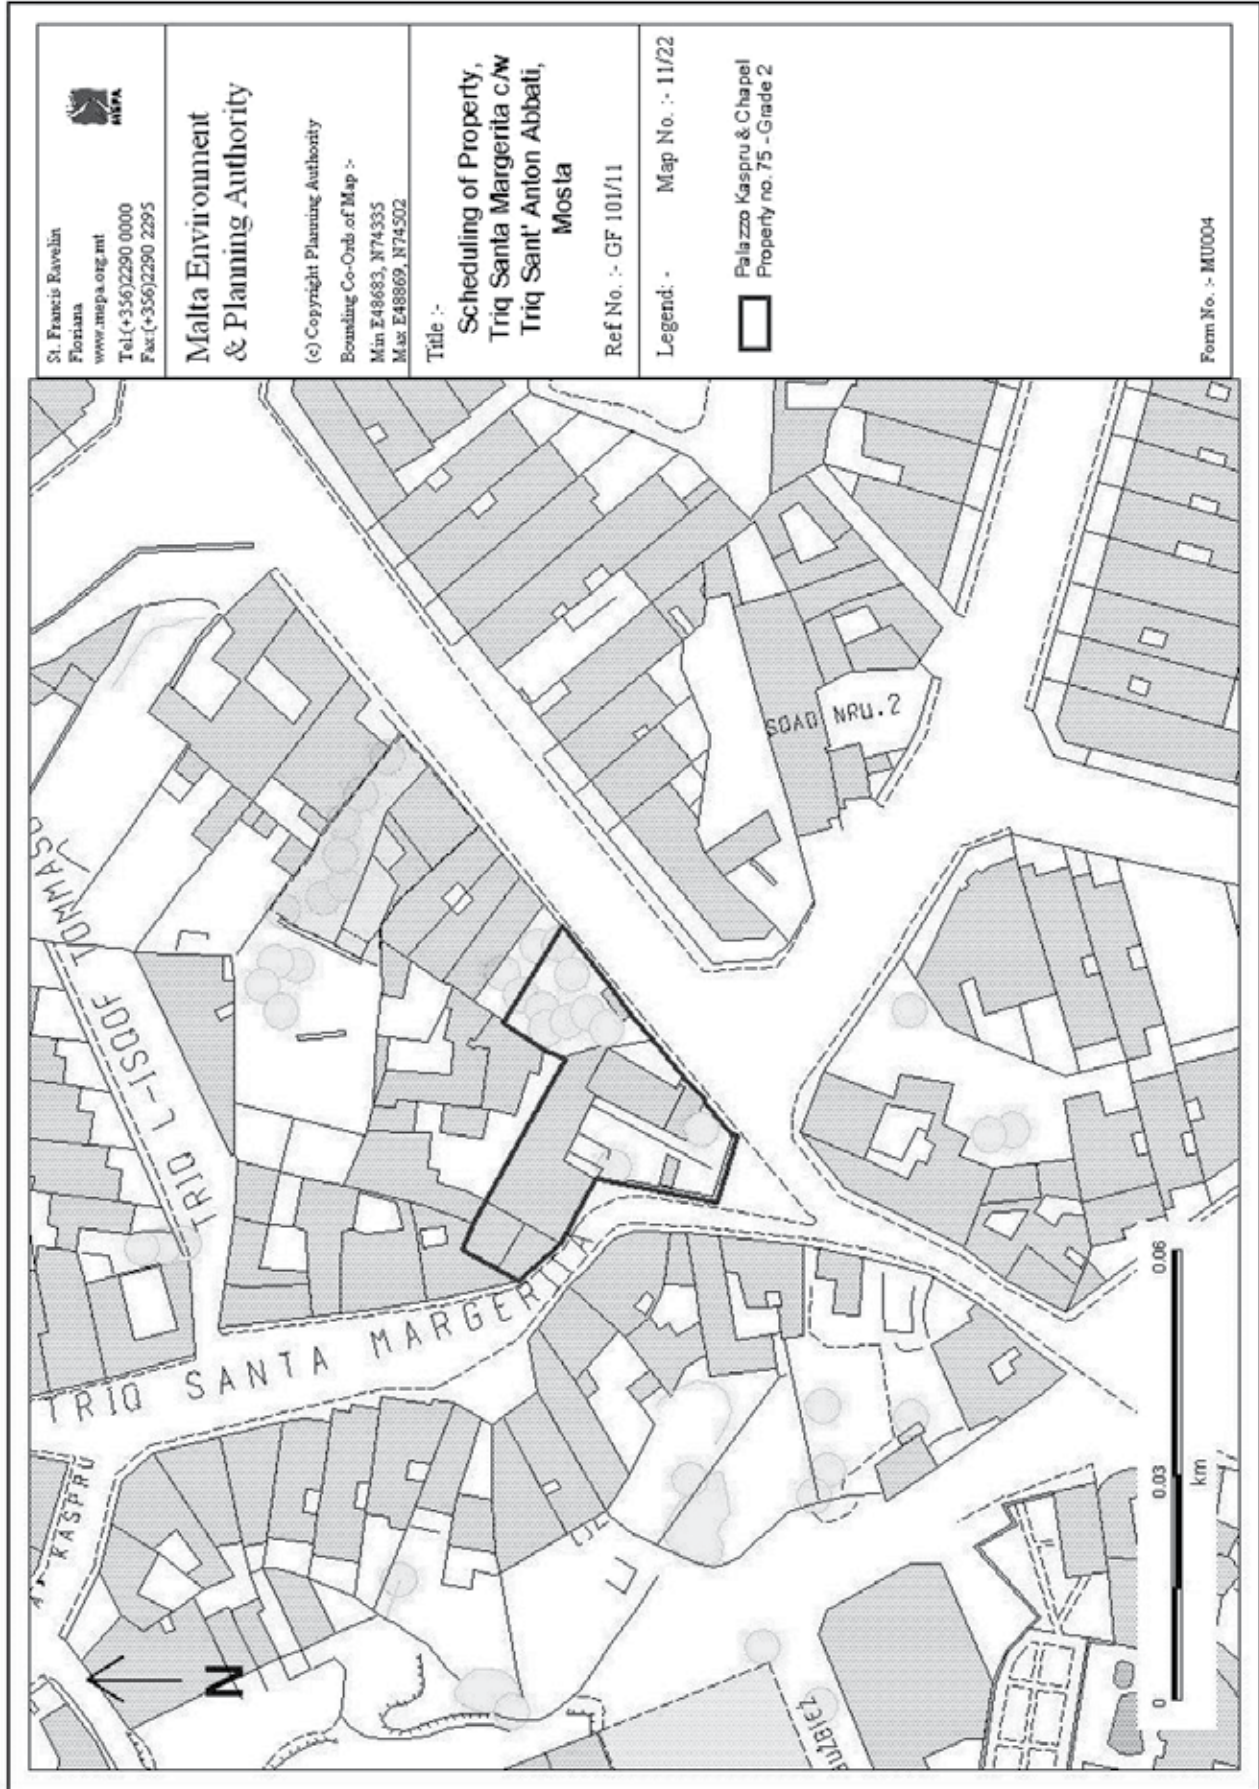 St. Francis Ravelin
Floriana
www.mepa.org.mt
Tel:(+356)2290 0000
Fax:(+356)2290 2295
MEPA
Malta Environment
& Planning Authority
(c) Copyright Planning Authority
Bounding Co-Ords of Map :-
Min E48683, N74335
Max E48869, N74502
Title :-
Scheduling of Property,
Triq Santa Margerita c/w
Triq Sant' Anton Abbati,
Mosta
Ref No. :- GF 101/11
Legend: -
Map No. :- 11/22
Palazzo Kaspru & Chapel
Property no. 75 - Grade 2
Form No. :- MU004
KASPRU
TRIQ SANTA MARGER
TRIQ L-ISQOF TOMMASO
SQAQ NRU.2
N
0 0.03 0.06
km